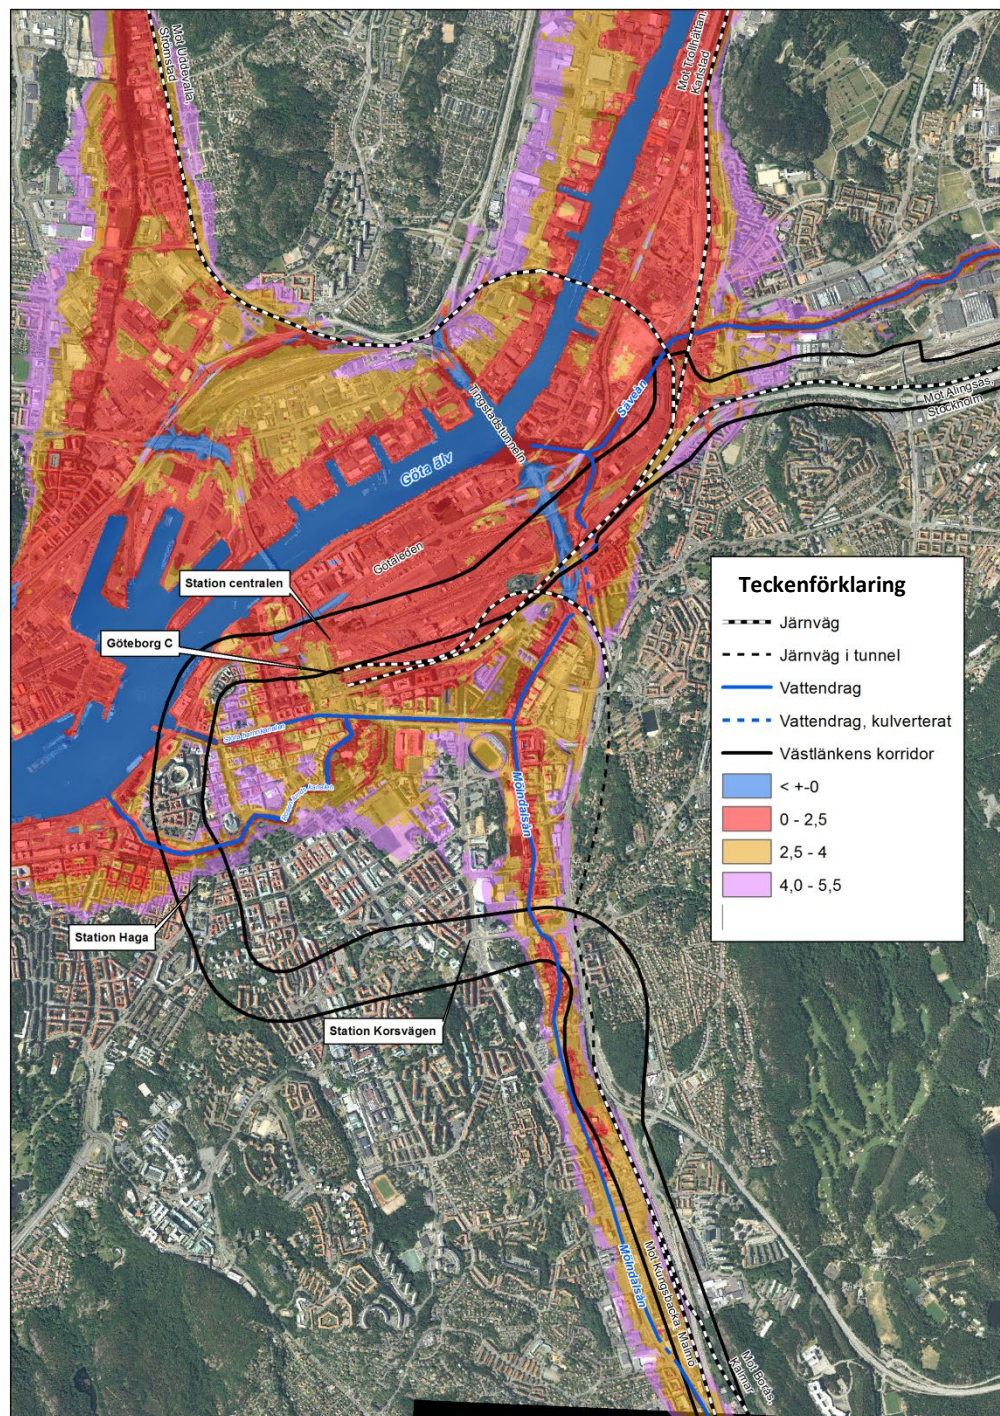 Mot Uddevalla,
Strömstad
Mot Trollhättan,
Karlstad
Mot Alingsås,
Stockholm
Säveån
Tingstadstunneln
Göta älv
Götaleden
Station centralen
Göteborg C
Stora hamnkanalen
Mölndalsån
Station Haga
Station Korsvägen
Mölndalsån
Mot Kungsbacka Malmö
Mot Borås,
Kalmar
Teckenförklaring
Järnväg
Järnväg i tunnel
Vattendrag
Vattendrag, kulverterat
Västlänkens korridor
< +-0
0 - 2,5
2,5 - 4
4,0 - 5,5